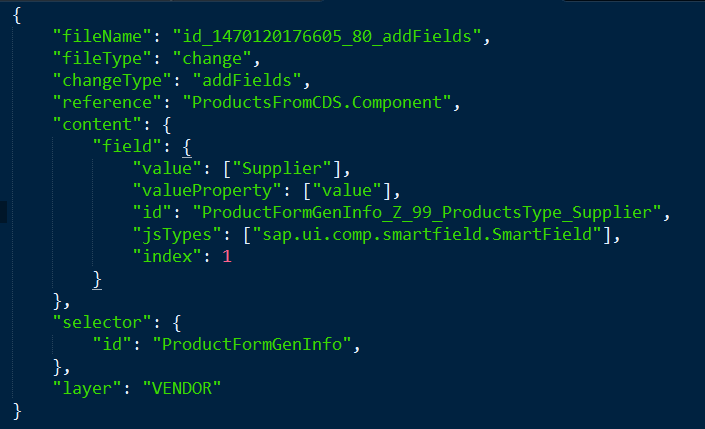 {
"fileName": "id_1470120176605_80_addFields",
"fileType": "change",
"changeType": "addFields",
"reference": "ProductsFromCDS.Component",
"content": {
"field": {
"value": ["Supplier"],
"valueProperty": ["value"],
"id": "ProductFormGenInfo_Z_99_ProductsType_Supplier",
"jsTypes": ["sap.ui.comp.smartfield.SmartField"],
"index": 1
}
},
"selector": {
"id": "ProductFormGenInfo",
},
"layer": "VENDOR"
}